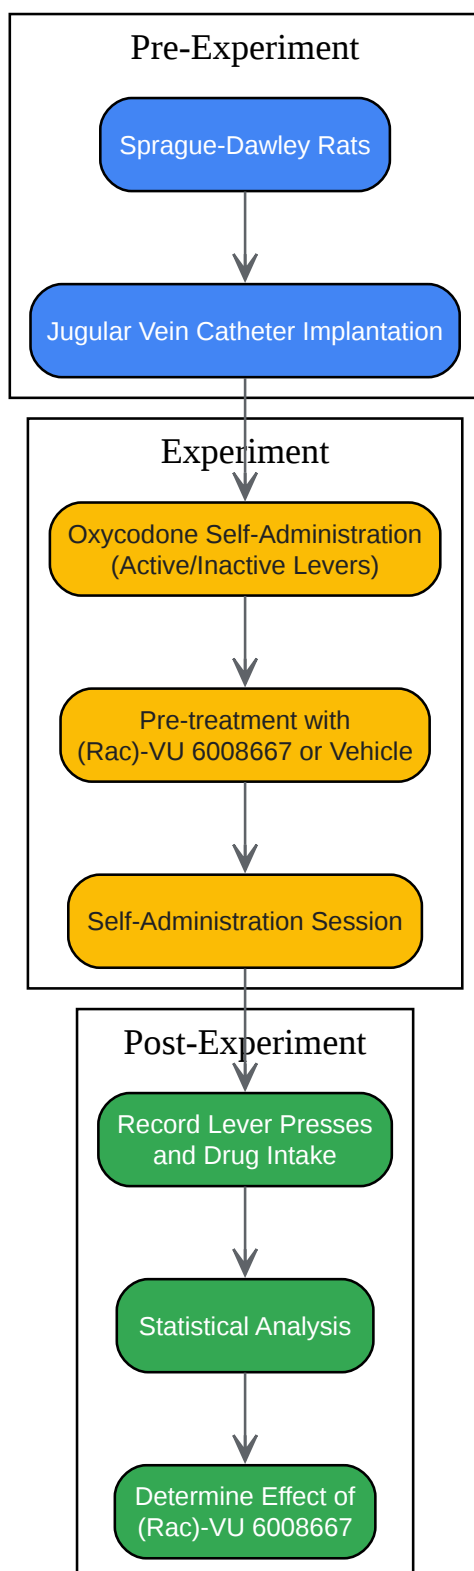 Pre-Experiment
Sprague-Dawley Rats
Jugular Vein Catheter Implantation
Experiment
Oxycodone Self-Administration
(Active/Inactive Levers)
Pre-treatment with
(Rac)-VU 6008667 or Vehicle
Self-Administration Session
Post-Experiment
Record Lever Presses
and Drug Intake
Statistical Analysis
Determine Effect of
(Rac)-VU 6008667